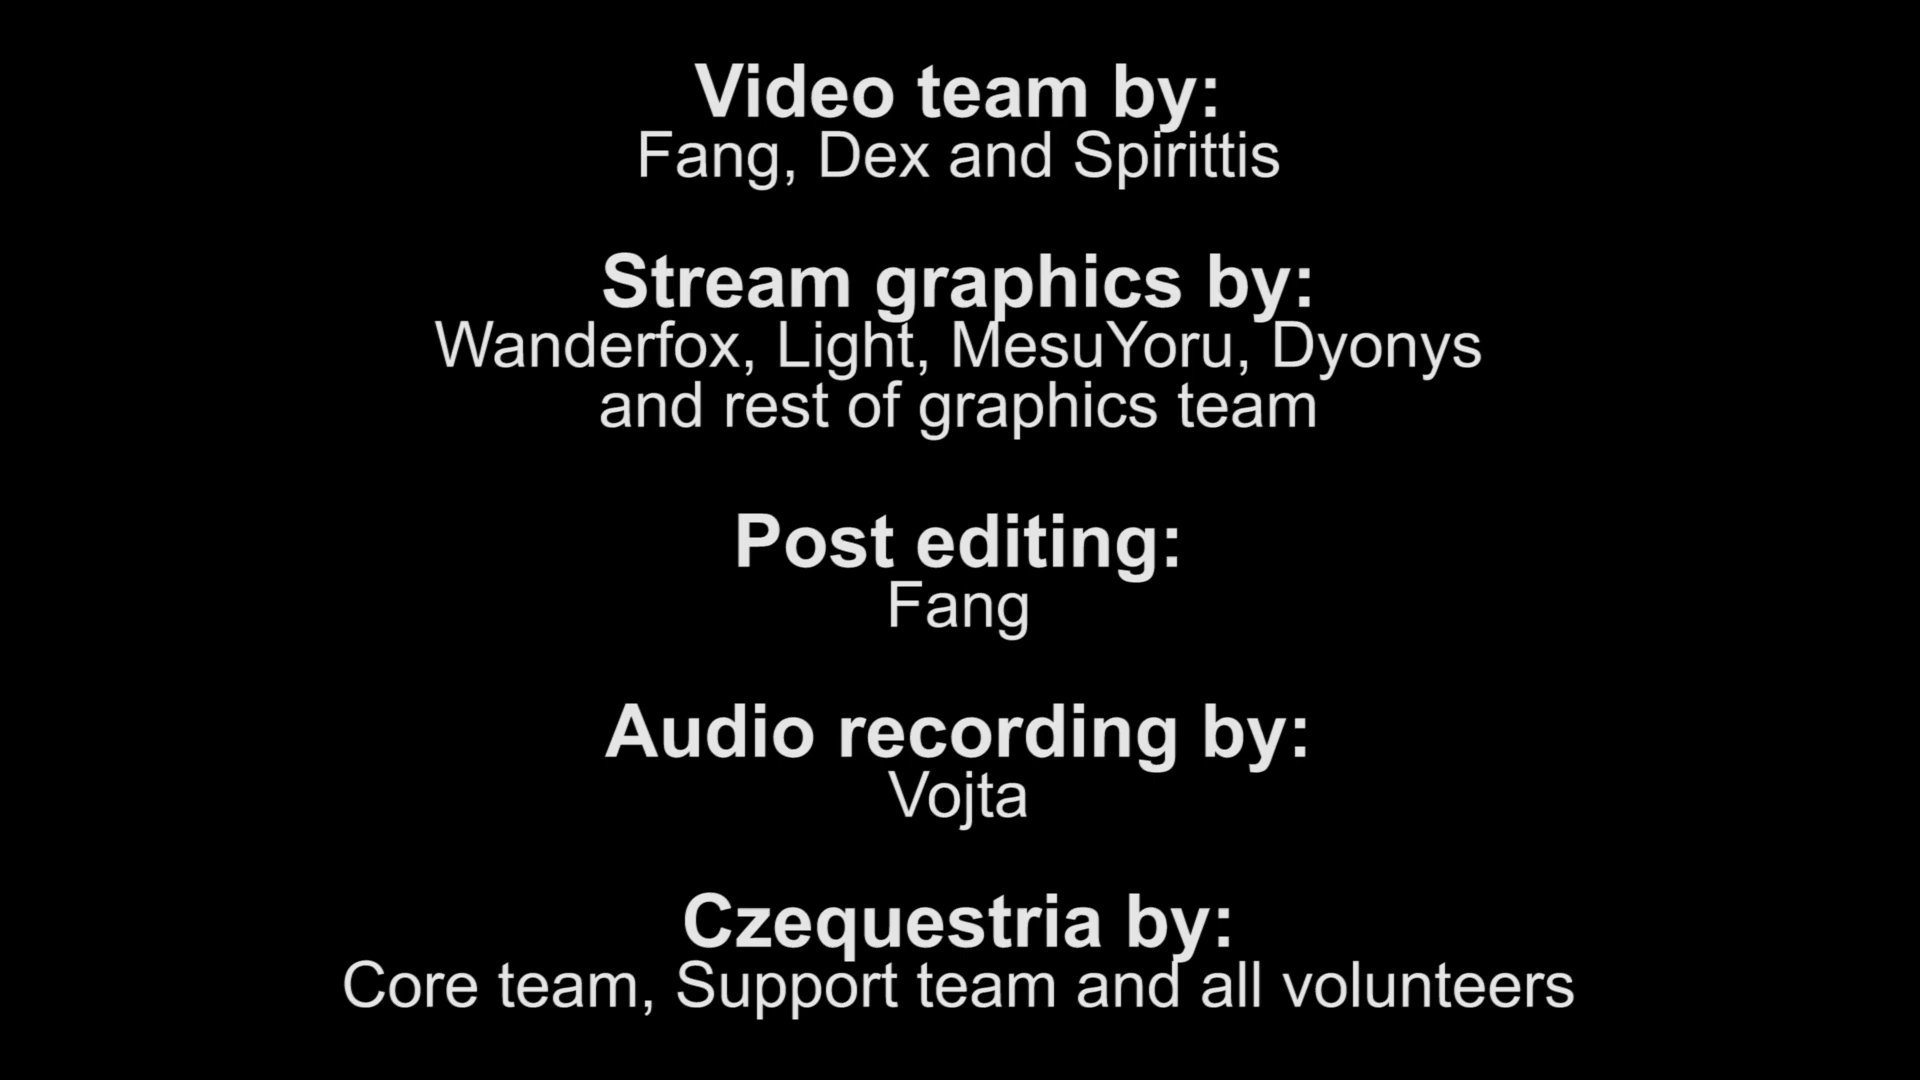 Video team by:
Fang, Dex and Spirittis
Stream graphics by:
Wanderfox, Light, MesuYoru, Dyonys
and rest of graphics team
Post editing:
Fang
Audio recording by:
Vojta
Czequestria by:
Core team, Support team and all volunteers